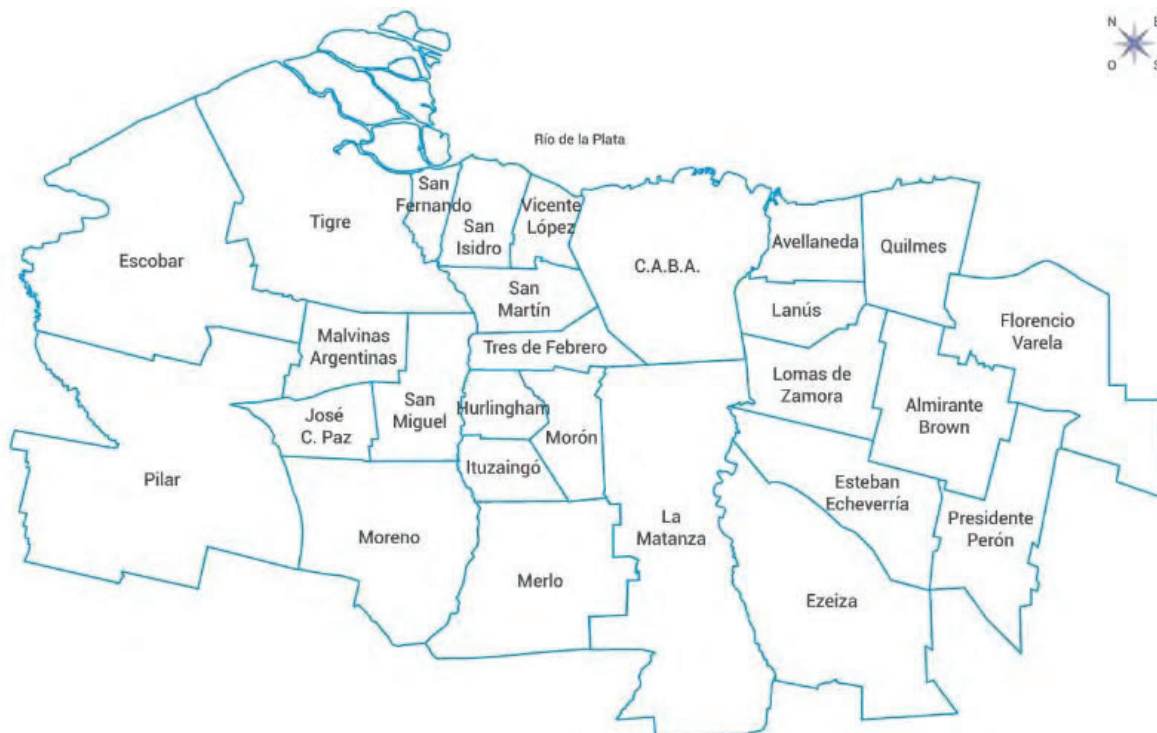 N
E
O
S
Río de la Plata
San
Fernando
San
Isidro
Vicente
López
Tigre
Escobar
C.A.B.A.
Avellaneda
Quilmes
San
Martín
Lanús
Florencio
Varela
Malvinas
Argentinas
Tres de Febrero
Lomas de
Zamora
San
Miguel
Hurlingham
José
C. Paz
Morón
Almirante
Brown
Ituzaingó
Pilar
Esteban
Echeverría
La
Matanza
Presidente
Perón
Moreno
Merlo
Ezeiza